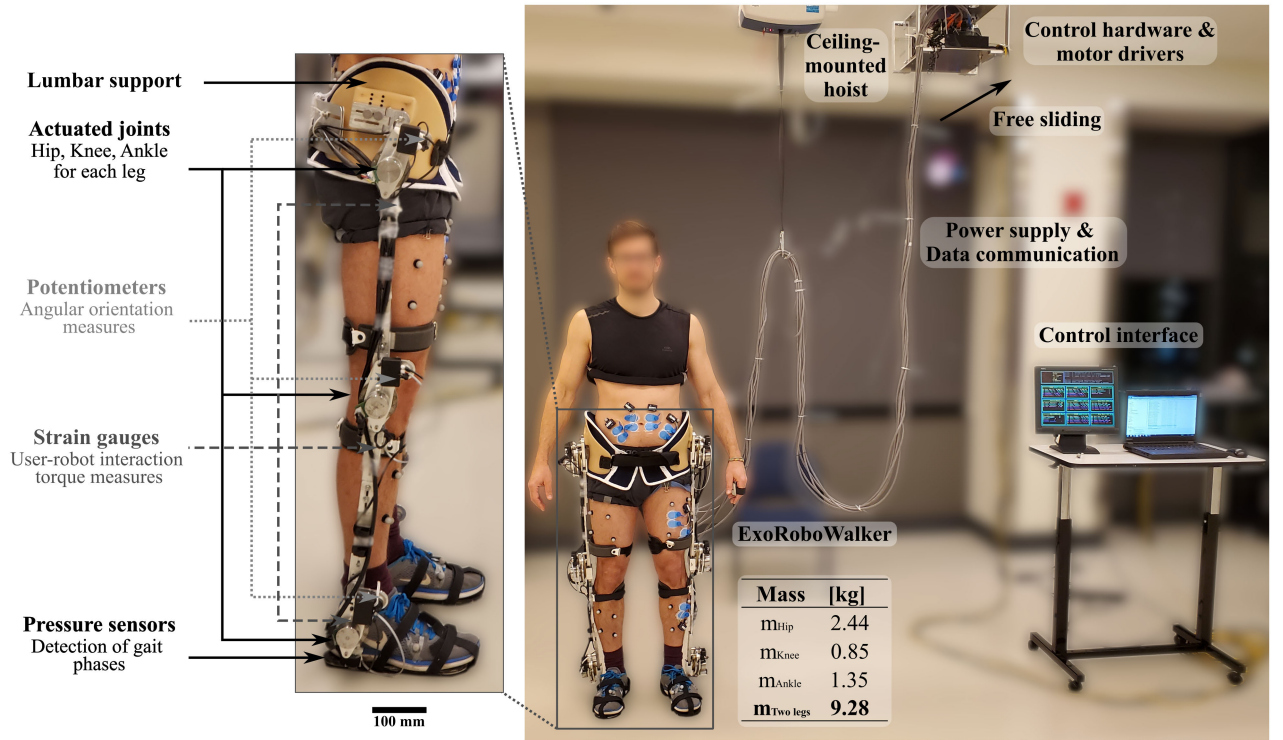 Lumbar support
Actuated joints
Hip, Knee, Ankle
for each leg
Potentiometers
Angular orientation
measures
Strain gauges
User-robot interaction
torque measures
Pressure sensors
Detection of gait
phases
100 mm
Ceiling-
mounted
hoist
Control hardware &
motor drivers
Free sliding
Power supply &
Data communication
Control interface
ExoRoboWalker
Mass [kg]
mHip 2.44
mKnee 0.85
mAnkle 1.35
mTwo legs 9.28